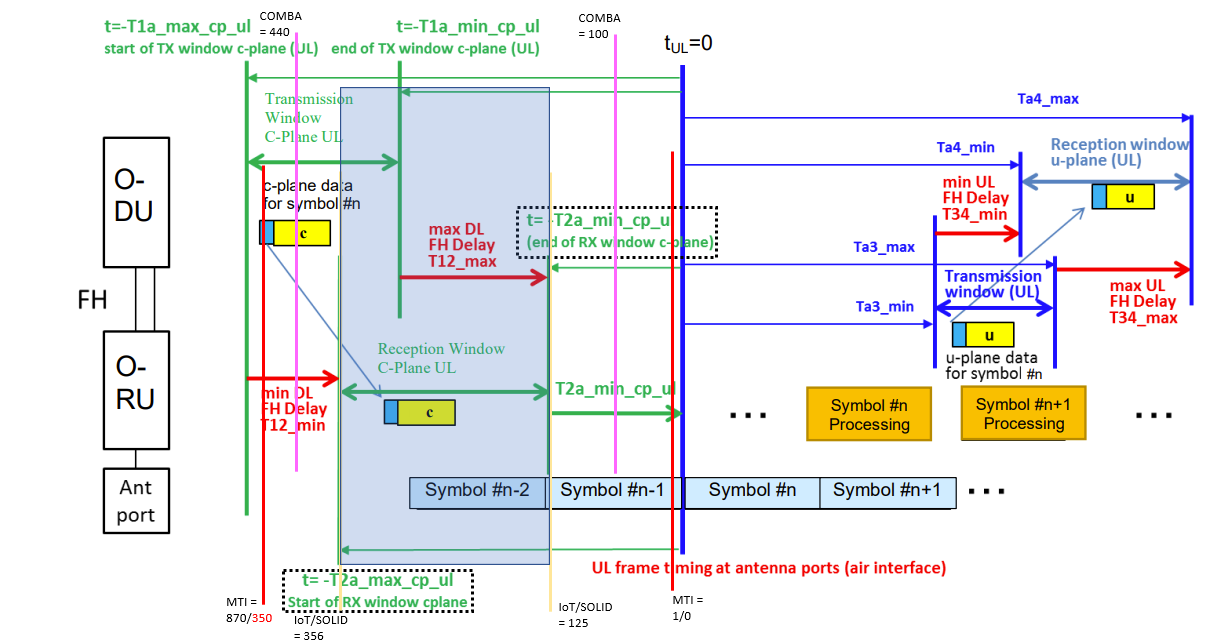 COMBA
= 440
COMBA
= 100
t=-T1a_max_cp_ul
start of TX window c-plane (UL)
t=-T1a_min_cp_ul
end of TX window c-plane (UL)
tUL=0
Ta4_max
Transmission
Window
C-Plane UL
Ta4_min
Reception window
u-plane (UL)
O-
DU
c-plane data
for symbol #n
c
min UL
FH Delay
T34_min
u
max DL
FH Delay
T12_max
t= -T2a_min_cp_ul
(end of RX window c-plane)
Ta3_max
Transmission
window (UL)
max UL
FH Delay
T34_max
FH
Ta3_min
u
u-plane data
for symbol #n
O-
RU
Reception Window
C-Plane UL
min DL
FH Delay
T12_min
c
T2a_min_cp_ul
...
Symbol #n
Processing
Symbol #n+1
Processing
...
Ant
port
Symbol #n-2
Symbol #n-1
Symbol #n
Symbol #n+1
...
UL frame timing at antenna ports (air interface)
t= -T2a_max_cp_ul
Start of RX window cplane
MTI =
870/350
IoT/SOLID
= 356
IoT/SOLID
= 125
MTI =
1/0